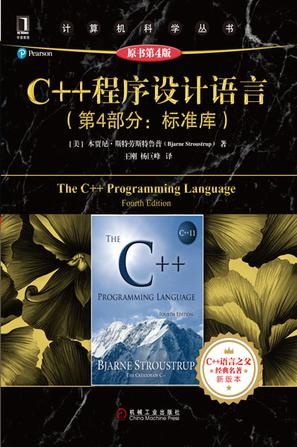 计算机科学丛书
Pearson
原书第4版
C++程序设计语言
(第4部分：标准库)
[美] 本贾尼·斯特劳斯特鲁普(Bjarne Stroustrup) 著
王刚 杨巨峰 译
The C++ Programming Language
Fourth Edition
C++11
THE
C++
PROGRAMMING LANGUAGE
FOURTH EDITION
BJARNE STROUSTRUP
THE CREATOR OF C++
C++语言之父
经典名著
新版本
机械工业出版社
China Machine Press